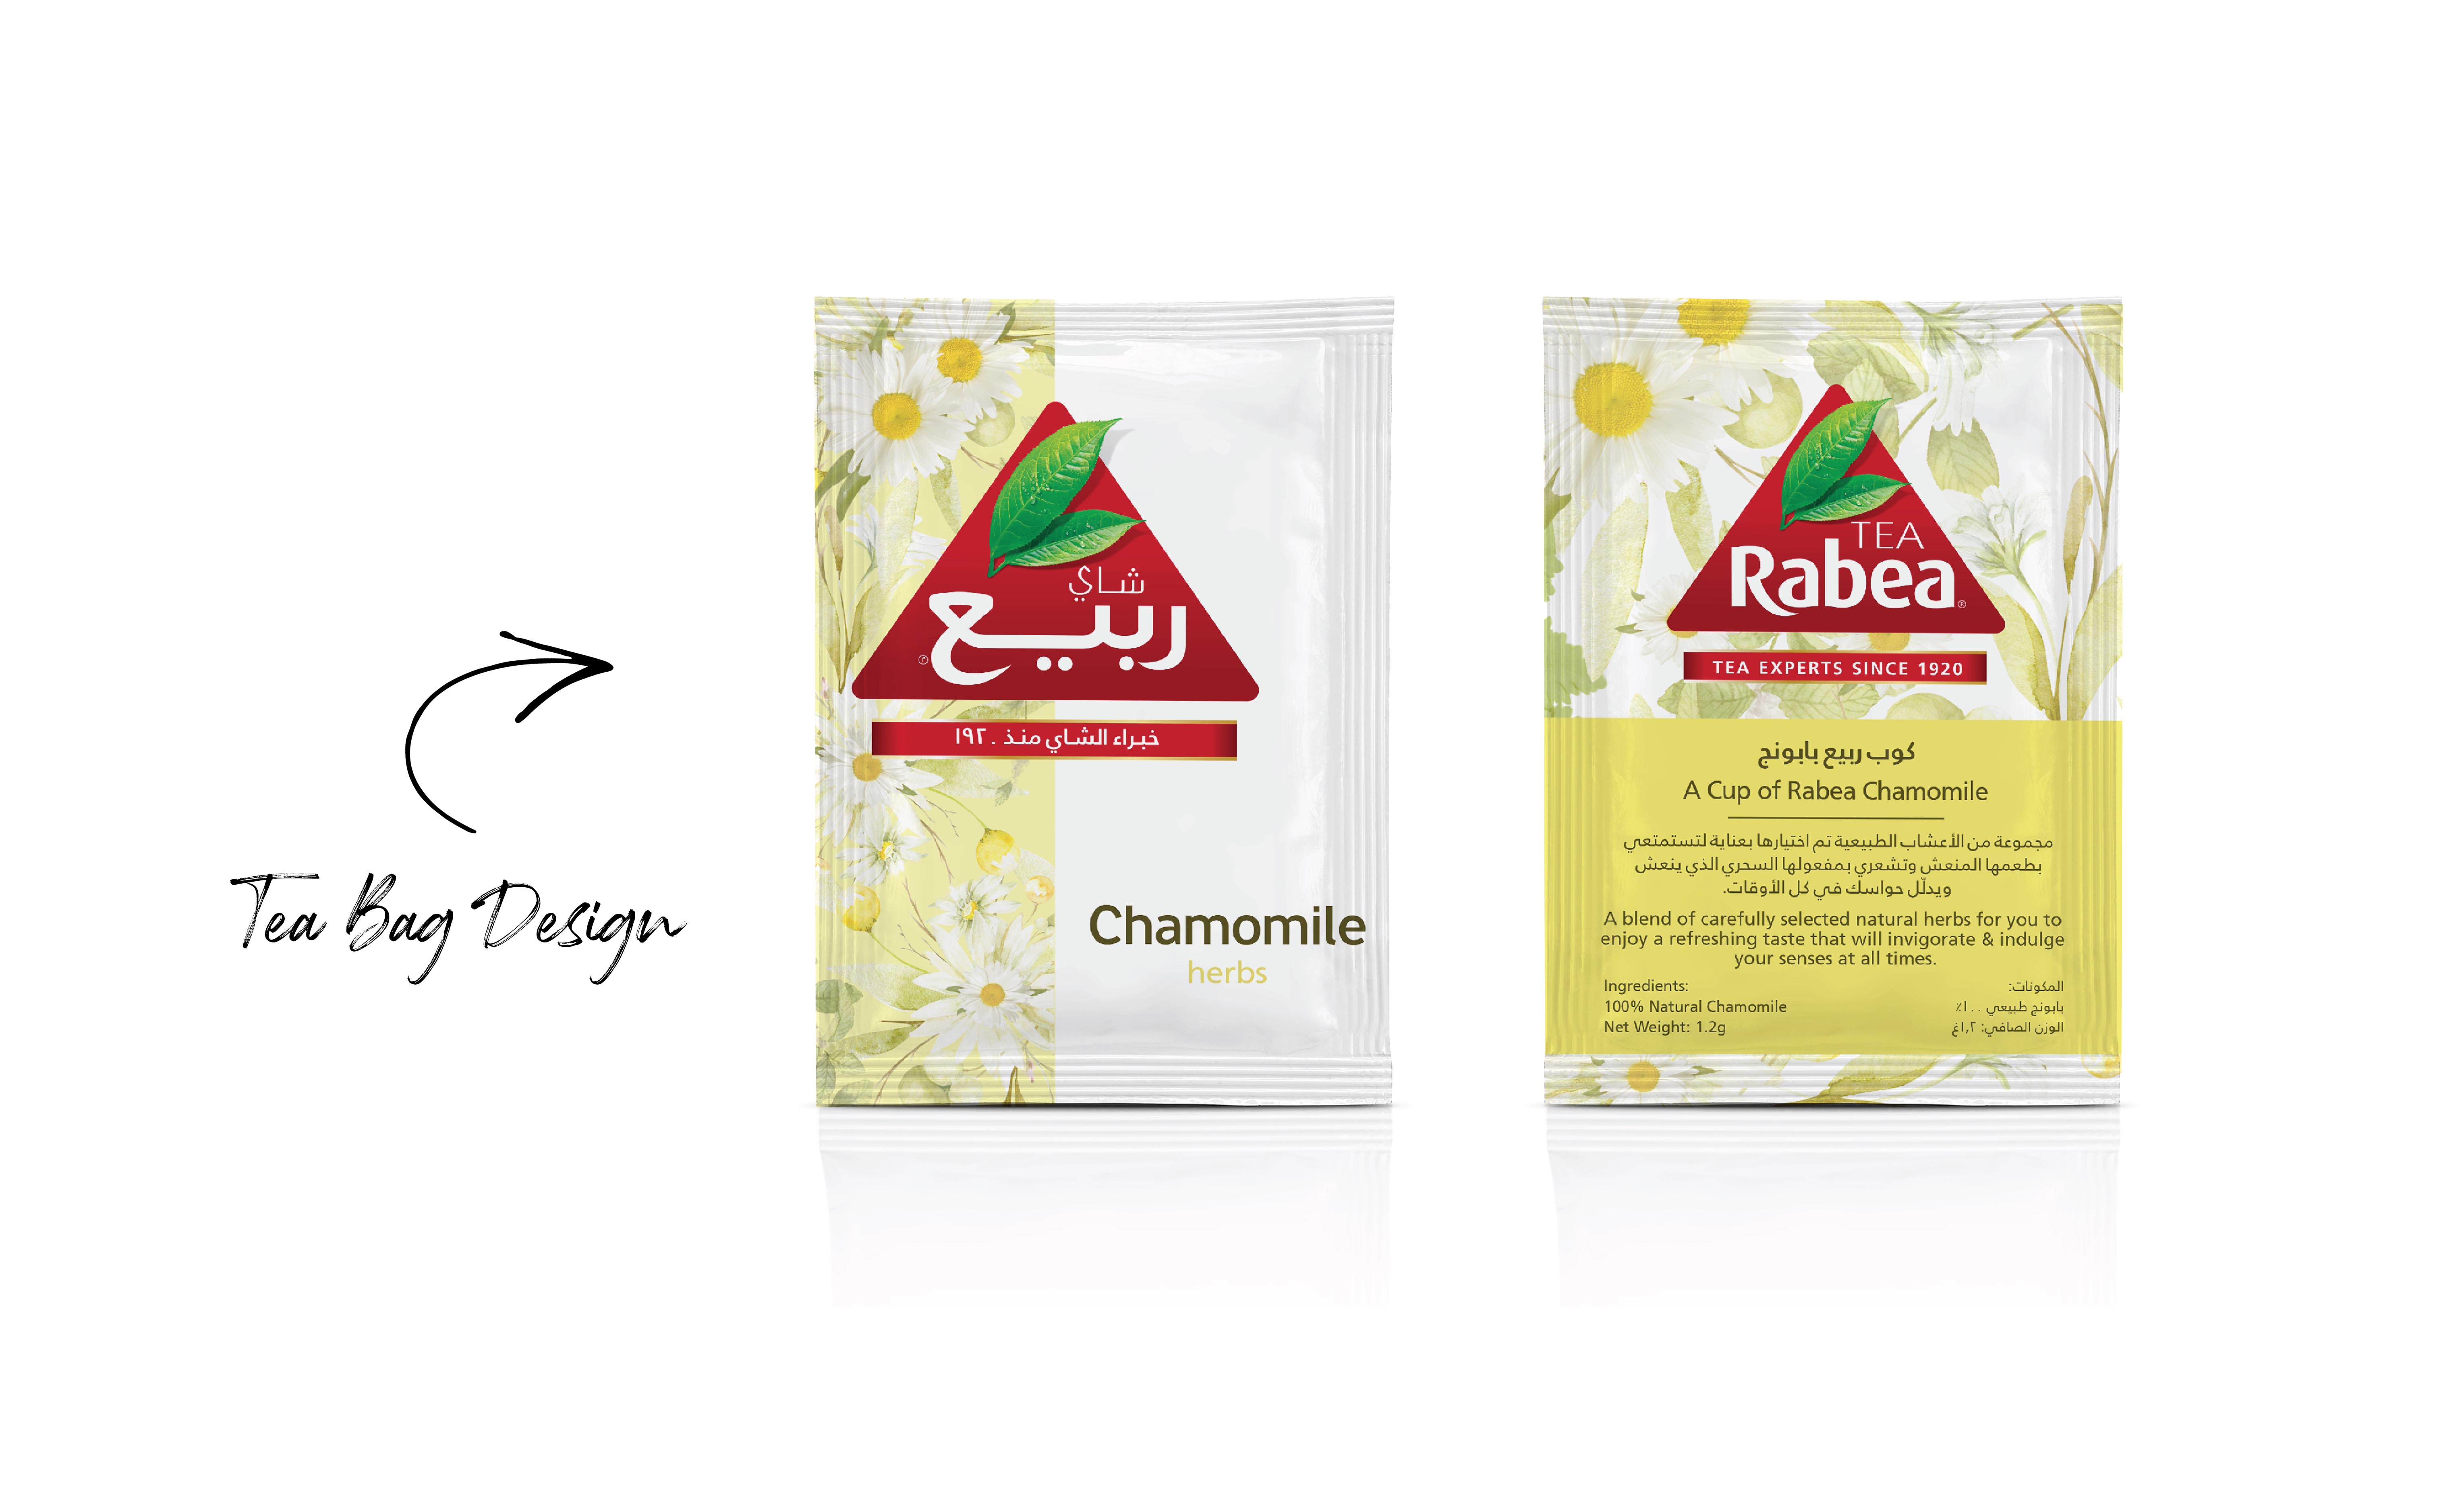 Tea Bag Design
شاي
ربيع
خبراء الشاي منذ ١٩٢٠
Chamomile
herbs
TEA
Rabea
TEA EXPERTS SINCE 1920
كوب ربيع بابونج
A Cup of Rabea Chamomile
مجموعة من الأعشاب الطبيعية تم اختيارها بعناية لتستمتعي
بطعمها المنعش وتشعري بمفعولها السحري الذي ينعش
ويدلّل حواسك في كل الأوقات.
A blend of carefully selected natural herbs for you to
enjoy a refreshing taste that will invigorate & indulge
your senses at all times.
Ingredients:
100% Natural Chamomile
Net Weight: 1.2g
المكونات:
بابونج طبيعي ١٠٠٪
الوزن الصافي: ١,٢غ